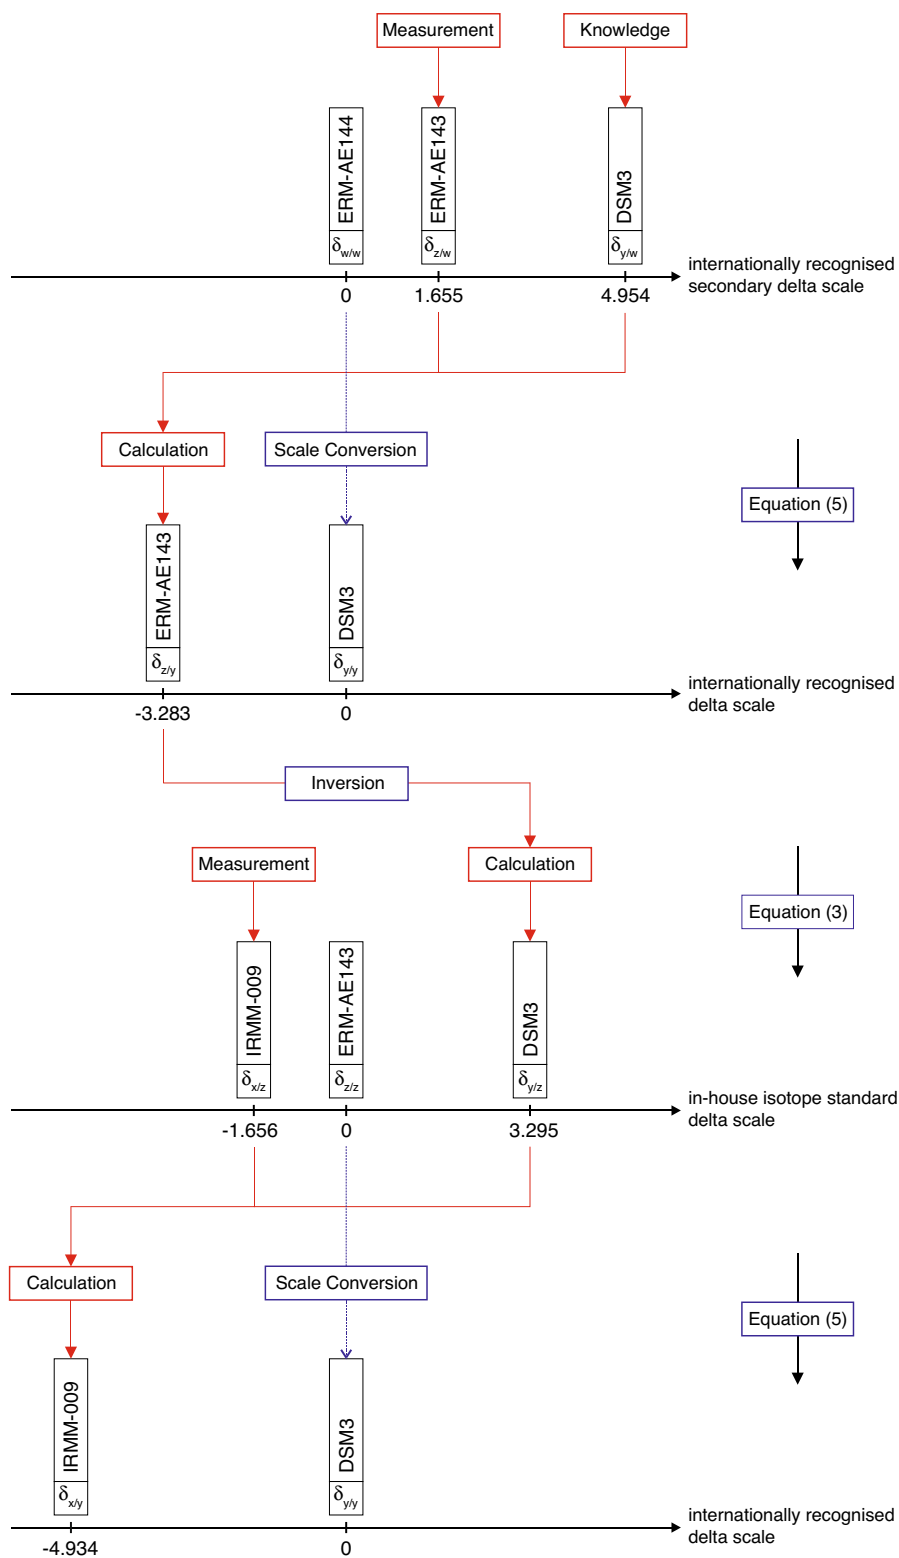 Measurement
Knowledge
ERM-AE144
ERM-AE143
DSM3
δw/w
δz/w
δy/w
internationally recognised
secondary delta scale
0
1.655
4.954
Calculation
Scale Conversion
Equation (5)
ERM-AE143
DSM3
δz/y
δy/y
internationally recognised
delta scale
-3.283
0
Inversion
Measurement
Calculation
Equation (3)
IRMM-009
ERM-AE143
DSM3
δx/z
δz/z
δy/z
in-house isotope standard
delta scale
-1.656
0
3.295
Calculation
Scale Conversion
Equation (5)
IRMM-009
DSM3
δx/y
δy/y
internationally recognised
delta scale
-4.934
0